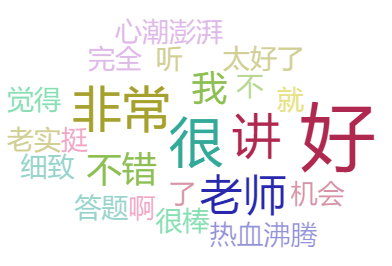 心潮澎湃
完全 听 太好了
觉得 非常 我 不 就
老实 挺 很 讲 好
细致 不错
答题 啊 了 老师 机会
很棒 热血沸腾